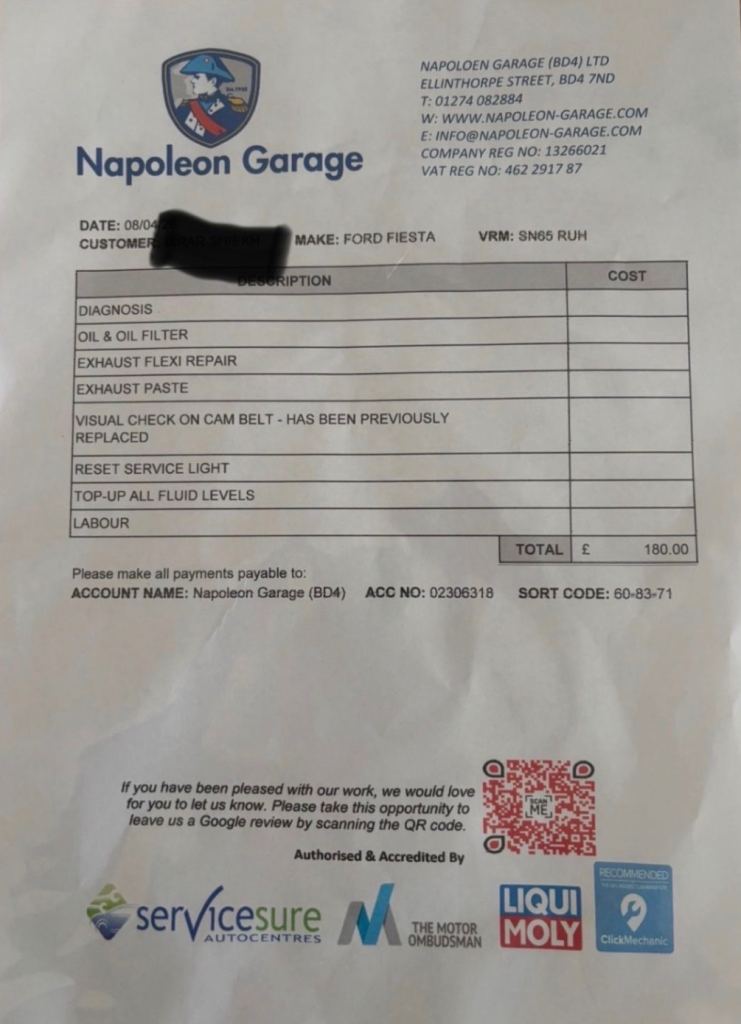 Napoleon Garage
NAPOLOEN GARAGE (BD4) LTD
ELLINTHORPE STREET, BD4 7ND
T: 01274 082884
W: WWW.NAPOLEON-GARAGE.COM
E: INFO@NAPOLEON-GARAGE.COM
COMPANY REG NO: 13266021
VAT REG NO: 462 2917 87
DATE: 08/04
CUSTOMER MAKE: FORD FIESTA VRM: SN65 RUH
DESCRIPTION COST
DIAGNOSIS
OIL & OIL FILTER
EXHAUST FLEXI REPAIR
EXHAUST PASTE
VISUAL CHECK ON CAM BELT - HAS BEEN PREVIOUSLY
REPLACED
RESET SERVICE LIGHT
TOP-UP ALL FLUID LEVELS
LABOUR
TOTAL £ 180.00
Please make all payments payable to:
ACCOUNT NAME: Napoleon Garage (BD4) ACC NO: 02306318 SORT CODE: 60-83-71
If you have been pleased with our work, we would love
for you to let us know. Please take this opportunity to
leave us a Google review by scanning the QR code.
SCAN
ME
Authorised & Accredited By
servicesure
AUTOCENTRES
THE MOTOR
OMBUDSMAN
LIQUI
MOLY
RECOMMENDED
ClickMechanic